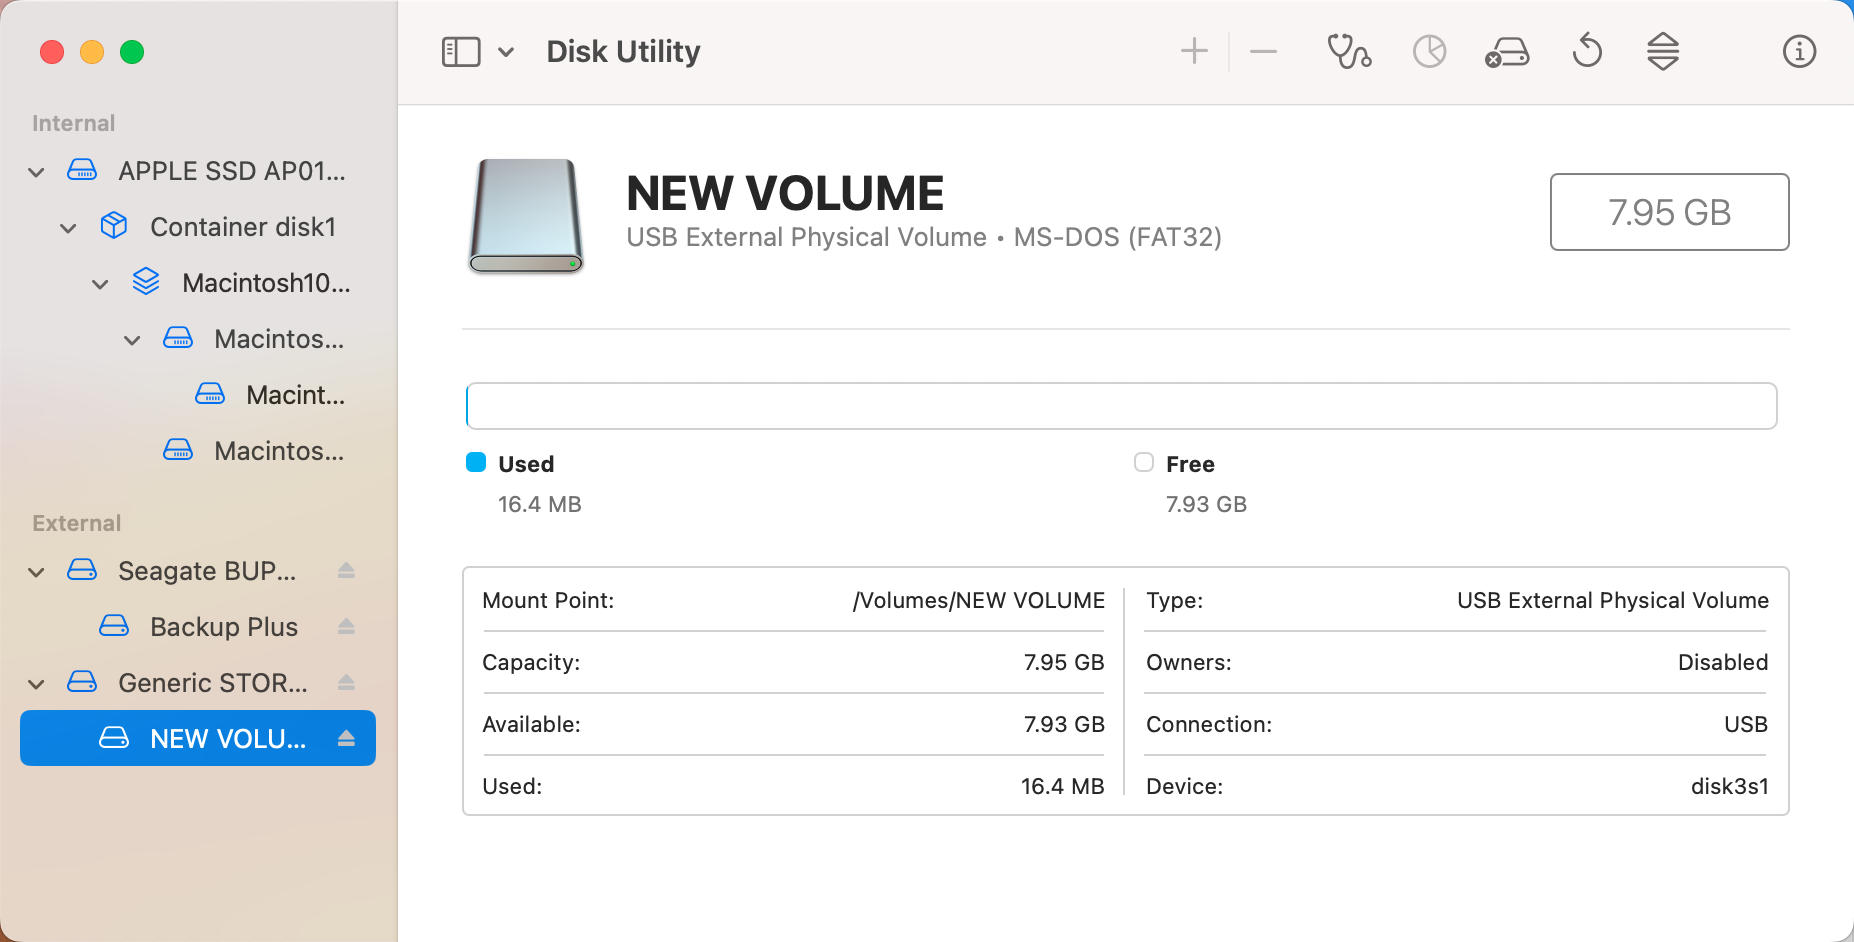 Disk Utility
Internal
APPLE SSD AP01...
Container disk1
Macintosh10...
Macintos...
Macint...
Macintos...
External
Seagate BUP...
Backup Plus
Generic STOR...
NEW VOLU...
NEW VOLUME
USB External Physical Volume • MS-DOS (FAT32)
7.95 GB
Used
16.4 MB
Free
7.93 GB
Mount Point: /Volumes/NEW VOLUME
Capacity: 7.95 GB
Available: 7.93 GB
Used: 16.4 MB
Type: USB External Physical Volume
Owners: Disabled
Connection: USB
Device: disk3s1